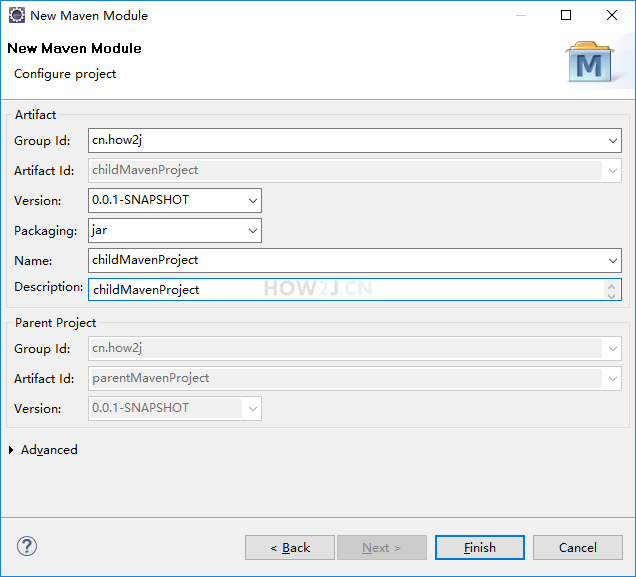 New Maven Module
New Maven Module
Configure project
M
Artifact
Group Id: cn.how2j
Artifact Id: childMavenProject
Version: 0.0.1-SNAPSHOT
Packaging: jar
Name: childMavenProject
Description: childMavenProject HOW2J.CN
Parent Project
Group Id: cn.how2j
Artifact Id: parentMavenProject
Version: 0.0.1-SNAPSHOT
Advanced
? < Back Next > Finish Cancel